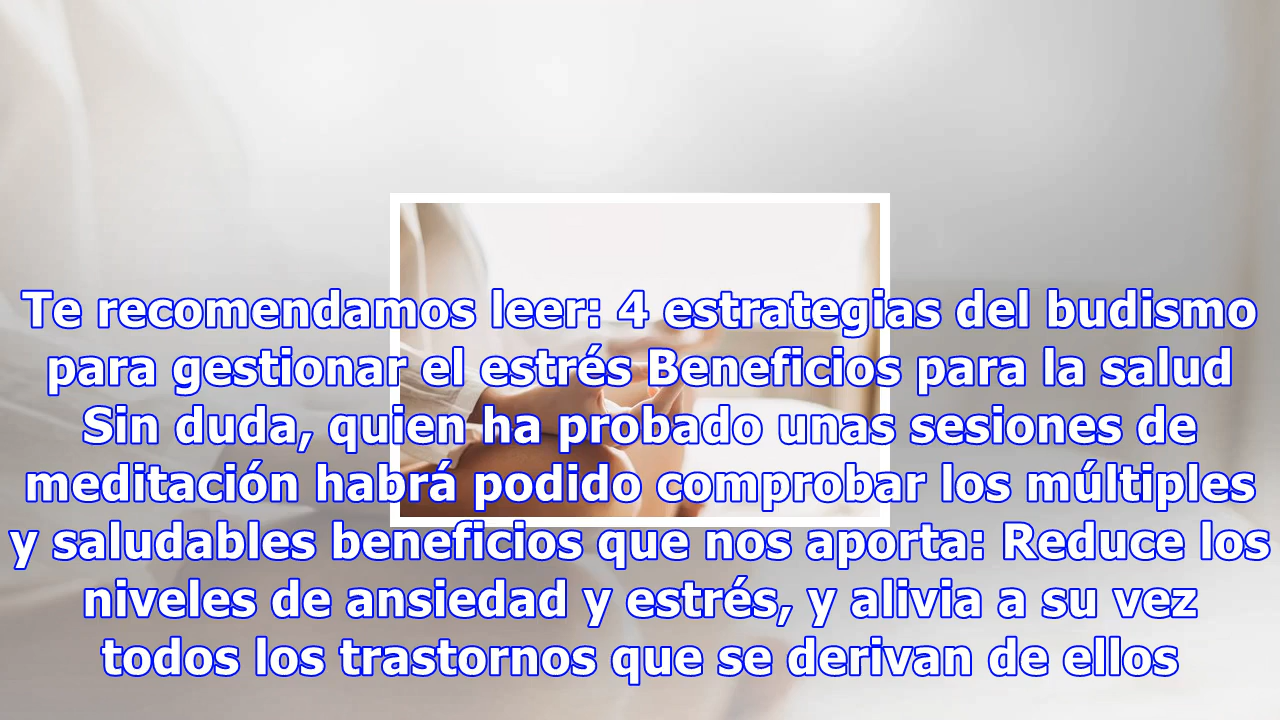 Te recomendamos leer: 4 estrategias del budismo
para gestionar el estrés Beneficios para la salud
Sin duda, quien ha probado unas sesiones de
meditación habrá podido comprobar los múltiples
y saludables beneficios que nos aporta: Reduce los
niveles de ansiedad y estrés, y alivia a su vez
todos los trastornos que se derivan de ellos